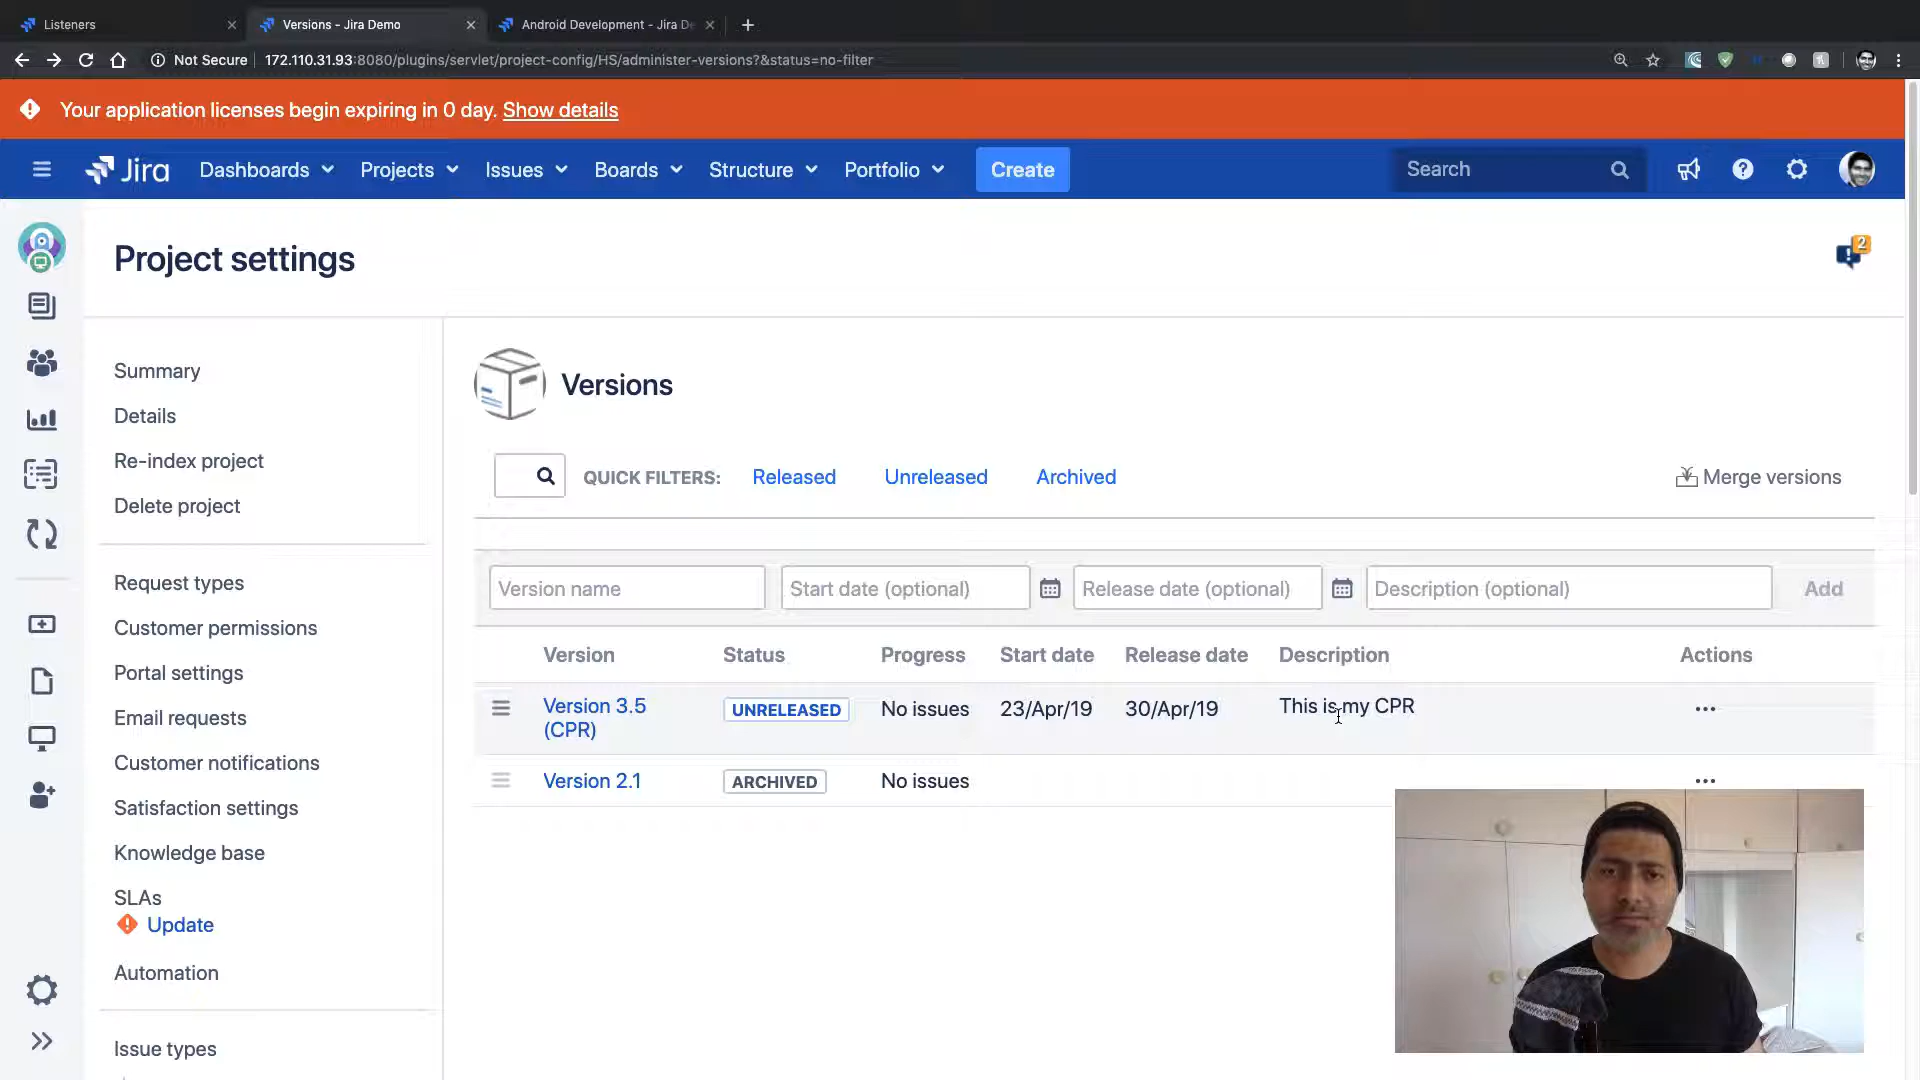 Listeners
Versions - Jira Demo
Android Development - Jira De
Not Secure
172.110.31.93:8080/plugins/servlet/project-config/HS/administer-versions?&status=no-filter
Your application licenses begin expiring in 0 day. Show details
Jira
Dashboards
Projects
Issues
Boards
Structure
Portfolio
Create
Search
Project settings
2
Summary
Details
Re-index project
Delete project
Request types
Customer permissions
Portal settings
Email requests
Customer notifications
Satisfaction settings
Knowledge base
SLAs
Update
Automation
Issue types
Versions
QUICK FILTERS: Released Unreleased Archived
Merge versions
Version name
Start date (optional)
Release date (optional)
Description (optional)
Add
Version Status Progress Start date Release date Description Actions
Version 3.5 UNRELEASED No issues 23/Apr/19 30/Apr/19 This is my CPR
(CPR)
Version 2.1 ARCHIVED No issues